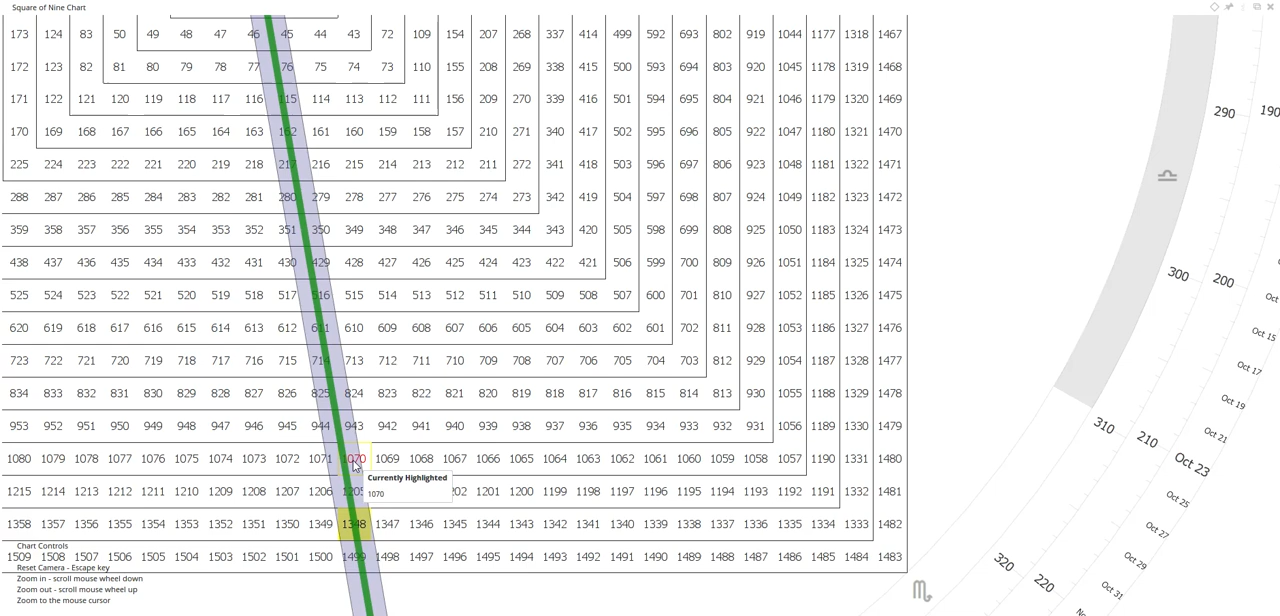 Square of Nine Chart
173 124 83 50 49 48 47 46 45 44 43 72 109 154 207 268 337 414 499 592 693 802 919 1044 1177 1318 1467
172 123 82 81 80 79 78 77 76 75 74 73 110 155 208 269 338 415 500 593 694 803 920 1045 1178 1319 1468
171 122 121 120 119 118 117 116 115 114 113 112 111 156 209 270 339 416 501 594 695 804 921 1046 1179 1320 1469
170 169 168 167 166 165 164 163 162 161 160 159 158 157 210 271 340 417 502 595 696 805 922 1047 1180 1321 1470
225 224 223 222 221 220 219 218 217 216 215 214 213 212 211 272 341 418 503 596 697 806 923 1048 1181 1322 1471
288 287 286 285 284 283 282 281 280 279 278 277 276 275 274 273 342 419 504 597 698 807 924 1049 1182 1323 1472
359 358 357 356 355 354 353 352 351 350 349 348 347 346 345 344 343 420 505 598 699 808 925 1050 1183 1324 1473
438 437 436 435 434 433 432 431 430 429 428 427 426 425 424 423 422 421 506 599 700 809 926 1051 1184 1325 1474
525 524 523 522 521 520 519 518 517 516 515 514 513 512 511 510 509 508 507 600 701 810 927 1052 1185 1326 1475
620 619 618 617 616 615 614 613 612 611 610 609 608 607 606 605 604 603 602 601 702 811 928 1053 1186 1327 1476
723 722 721 720 719 718 717 716 715 714 713 712 711 710 709 708 707 706 705 704 703 812 929 1054 1187 1328 1477
834 833 832 831 830 829 828 827 826 825 824 823 822 821 820 819 818 817 816 815 814 813 930 1055 1188 1329 1478
953 952 951 950 949 948 947 946 945 944 943 942 941 940 939 938 937 936 935 934 933 932 931 1056 1189 1330 1479
1080 1079 1078 1077 1076 1075 1074 1073 1072 1071 1070 1069 1068 1067 1066 1065 1064 1063 1062 1061 1060 1059 1058 1057 1190 1331 1480
Currently Highlighted
1070
1215 1214 1213 1212 1211 1210 1209 1208 1207 1206 1201 1200 1199 1198 1197 1196 1195 1194 1193 1192 1191 1332 1481
1358 1357 1356 1355 1354 1353 1352 1351 1350 1349 1348 1347 1346 1345 1344 1343 1342 1341 1340 1339 1338 1337 1336 1335 1334 1333 1482
1509 1508 1507 1506 1505 1504 1503 1502 1501 1500 1499 1498 1497 1496 1495 1494 1493 1492 1491 1490 1489 1488 1487 1486 1485 1484 1483
Chart Controls
Reset Camera - Escape key
Zoom in - scroll mouse wheel down
Zoom out - scroll mouse wheel up
Zoom to the mouse cursor
290 190
300 200
310 210
320 220
Oct 15
Oct 17
Oct 19
Oct 21
Oct 23
Oct 25
Oct 27
Oct 29
Oct 31